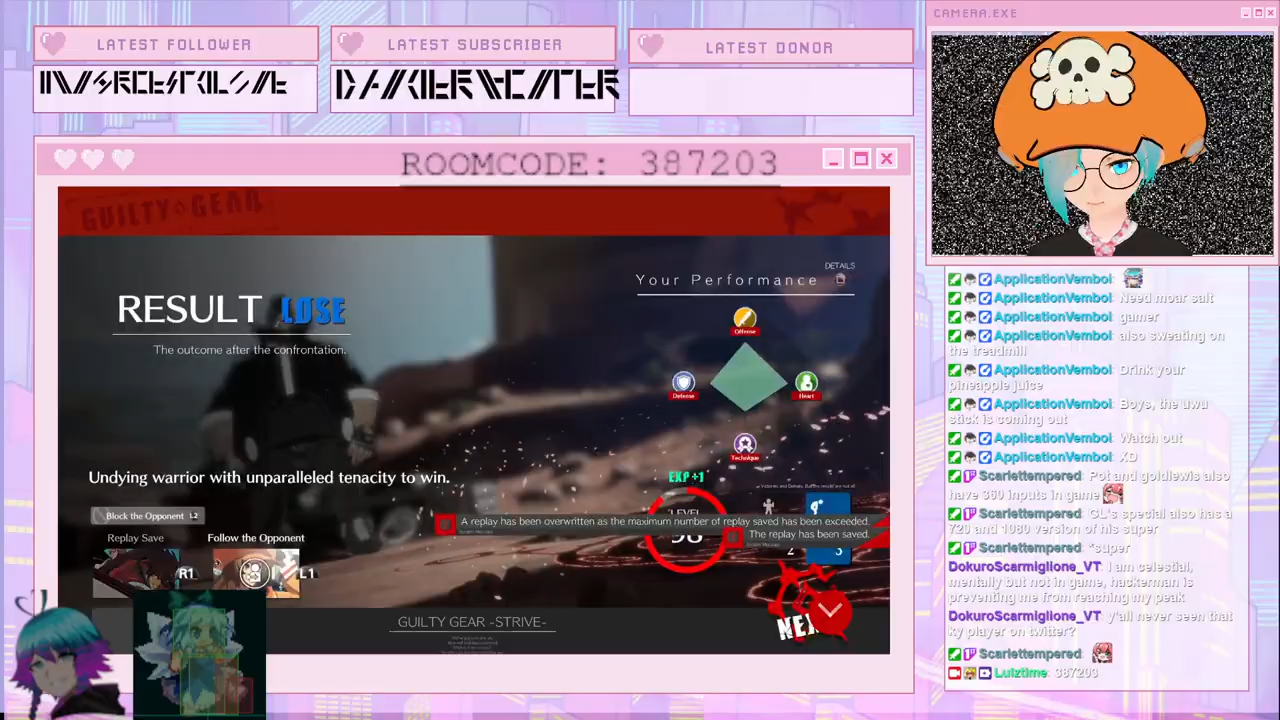 CAMERA.EXE
LATEST FOLLOWER
LATEST SUBSCRIBER
LATEST DONOR
ROOMCODE: 387203
GUILTY GEAR
RESULT LOSE
The outcome after the confrontation.
DETAILS
Your Performance
Offense
Defense
Heart
Technique
Undying warrior with unparalleled tenacity to win.
Block the Opponent L2
Replay Save
Follow the Opponent
R1
L1
EXP +1
LEVEL
98
A replay has been overwritten as the maximum number of replay saved has been exceeded.
The replay has been saved.
2
3
NEXT
GUILTY GEAR -STRIVE-
ApplicationVembol:
ApplicationVembol: Need moar salt
ApplicationVembol: gamer
ApplicationVembol: also sweating on
the treadmill
ApplicationVembol: Drink your
pineapple juice
ApplicationVembol: Boys, the uwu
stick is coming out
ApplicationVembol: Watch out
ApplicationVembol: XD
Scarlettempered: Pot and goldlewis also
have 360 inputs in game
Scarlettempered: GL's special also has a
720 and 1080 version of his super
Scarlettempered: *super
DokuroScarmiglione_VT: I am celestial,
mentally but not in game, hackerman is
preventing me from reaching my peak
DokuroScarmiglione_VT: y'all never seen that
ky player on twitter?
Scarlettempered:
Luiztime: 387203